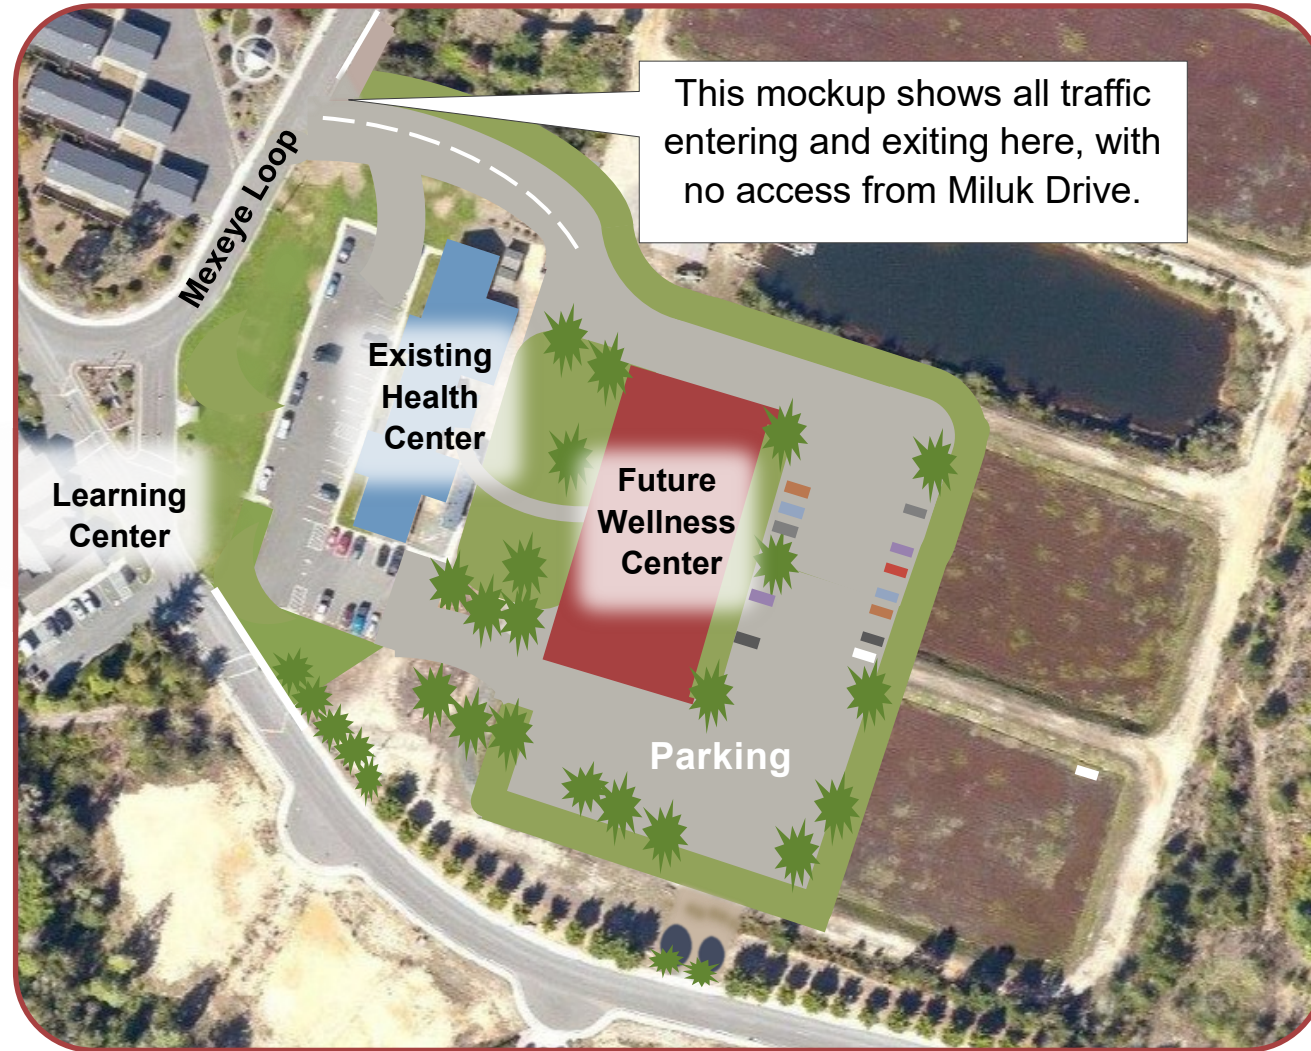 This mockup shows all traffic
entering and exiting here, with
no access from Miluk Drive.
Mexeye Loop
Existing
Health
Center
Learning
Center
Future
Wellness
Center
Parking